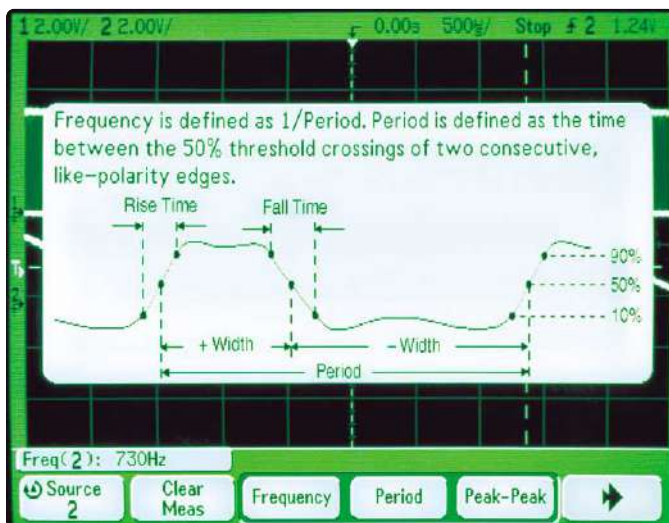 1 2.00V/ 2 2.00V/ 0.00s 500㎲/ Stop 2 1.24V
Frequency is defined as 1/Period. Period is defined as the time
between the 50% threshold crossings of two consecutive,
like-polarity edges.
Rise Time Fall Time
90%
50%
10%
+ Width - Width
Period
Freq(2): 730Hz
Source
2
Clear
Meas
Frequency
Period
Peak-Peak